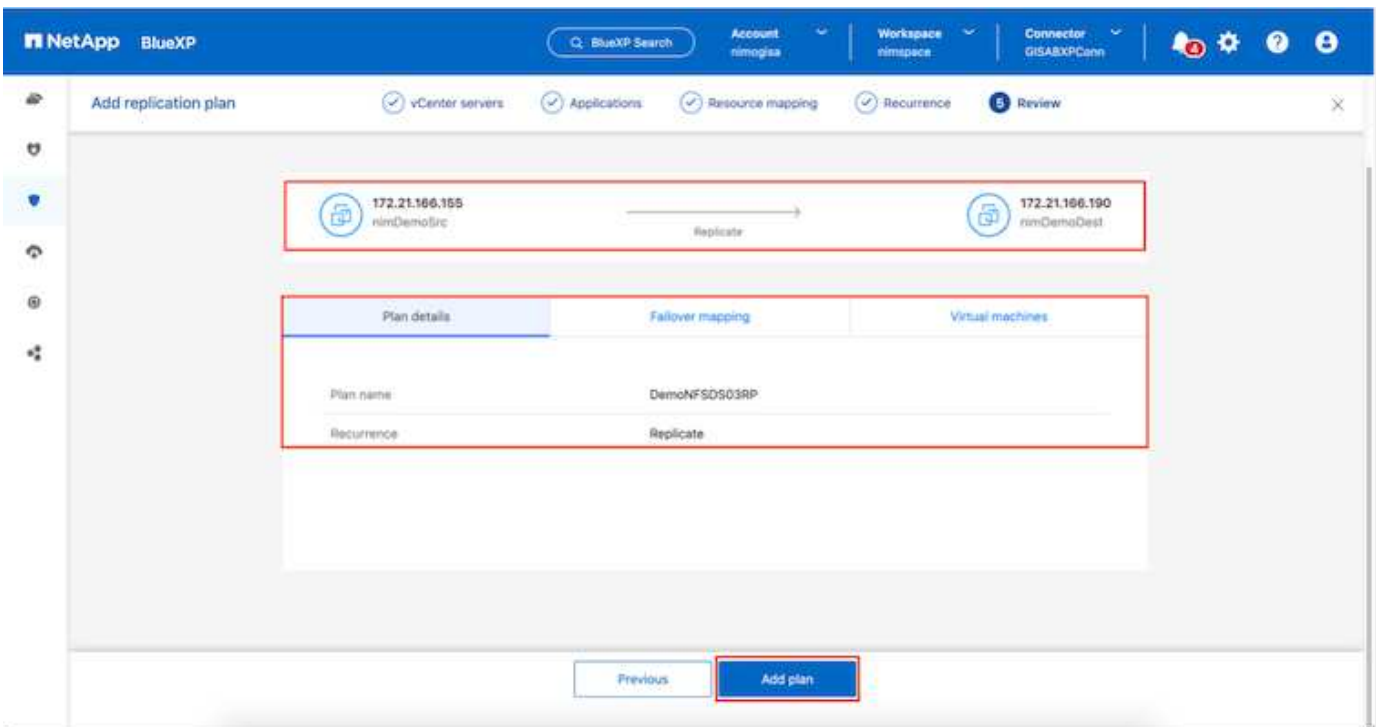 NetApp BlueXP
BlueXP Search
Account
nimogisa
Workspace
nimspace
Connector
GISABXPConn
4
Add replication plan
vCenter servers
Applications
Resource mapping
Recurrence
5 Review
172.21.166.155
nimDemoSrc
Replicate
172.21.166.190
nimDemoDest
Plan details
Failover mapping
Virtual machines
Plan name
DemoNFSDS03RP
Recurrence
Replicate
Previous
Add plan